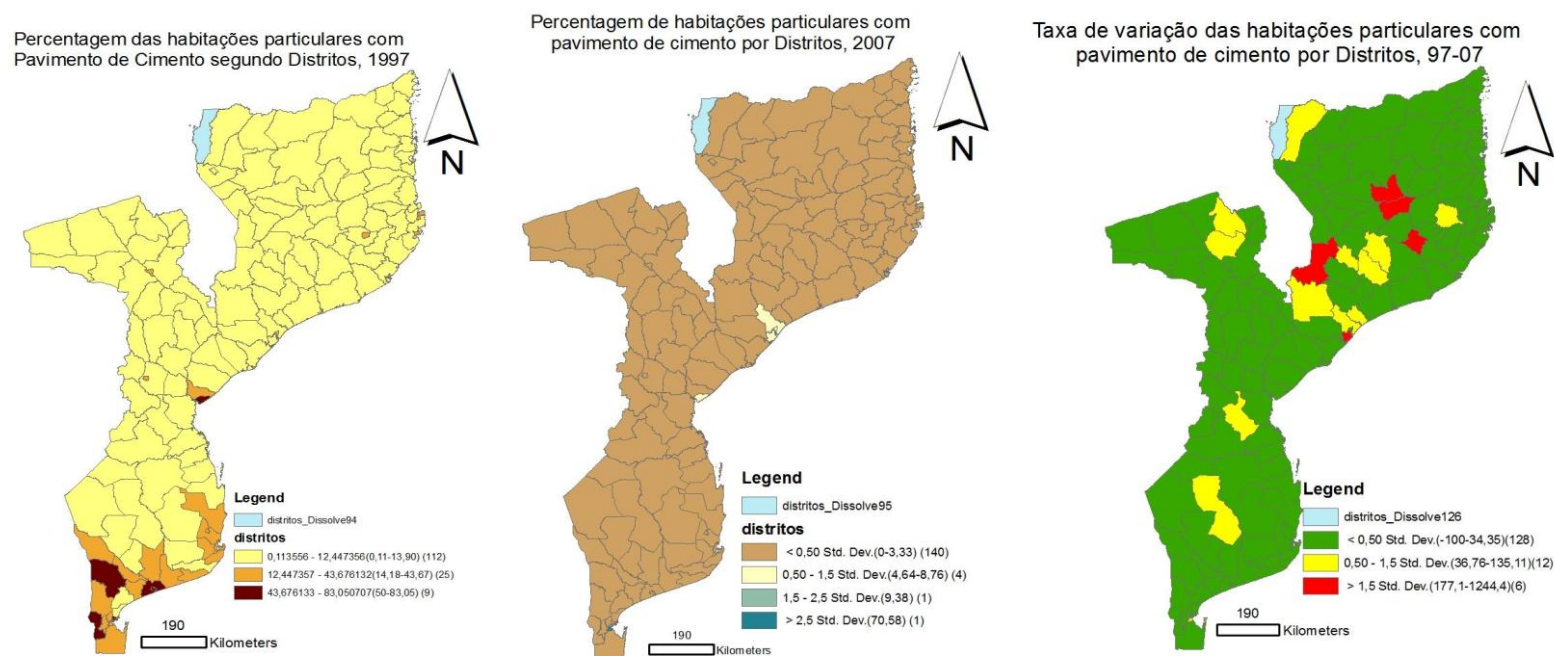 Percentagem das habitações particulares com
Pavimento de Cimento segundo Distritos, 1997
N
Legend
distritos_Dissolve94
distritos
0,113556 - 12,447356(0,11-13,90) (112)
12,447357 - 43,676132(14,18-43,67) (25)
43,676133 - 83,050707(50-83,05) (9)
190
Kilometers
Percentagem de habitações particulares com
pavimento de cimento por Distritos, 2007
N
Legend
distritos_Dissolve95
distritos
< 0,50 Std. Dev.(0-3,33) (140)
0,50 - 1,5 Std. Dev.(4,64-8,76) (4)
1,5 - 2,5 Std. Dev.(9,38) (1)
> 2,5 Std. Dev.(70,58) (1)
190
Kilometers
Taxa de variação das habitações particulares com
pavimento de cimento por Distritos, 97-07
N
Legend
distritos_Dissolve126
< 0,50 Std. Dev.(-100-34,35)(128)
0,50 - 1,5 Std. Dev.(36,76-135,11)(12)
> 1,5 Std. Dev.(177,1-1244,4)(6)
190
Kilometers